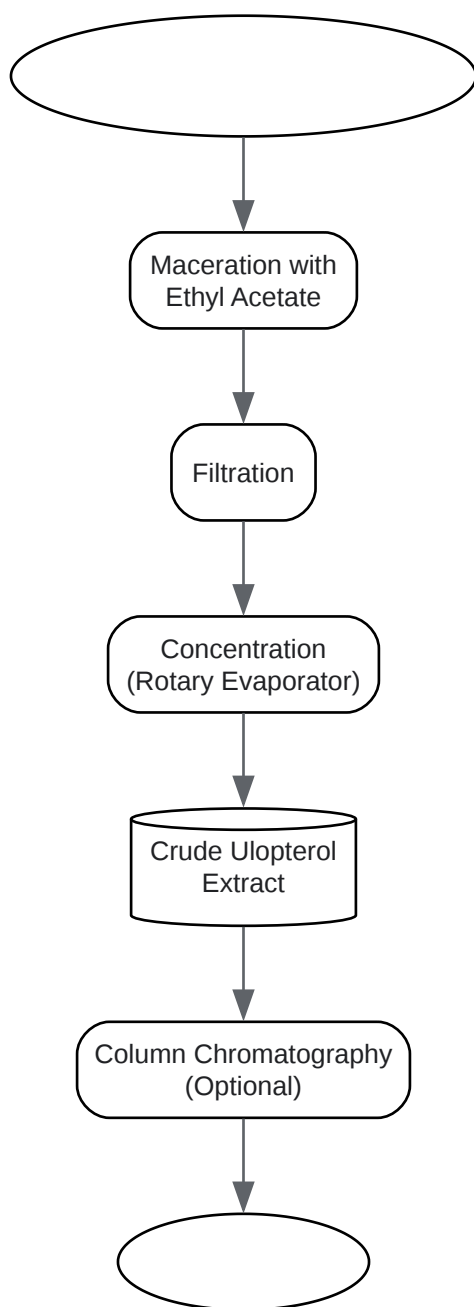 Maceration with
Ethyl Acetate
Filtration
Concentration
(Rotary Evaporator)
Crude Ulopterol
Extract
Column Chromatography
(Optional)